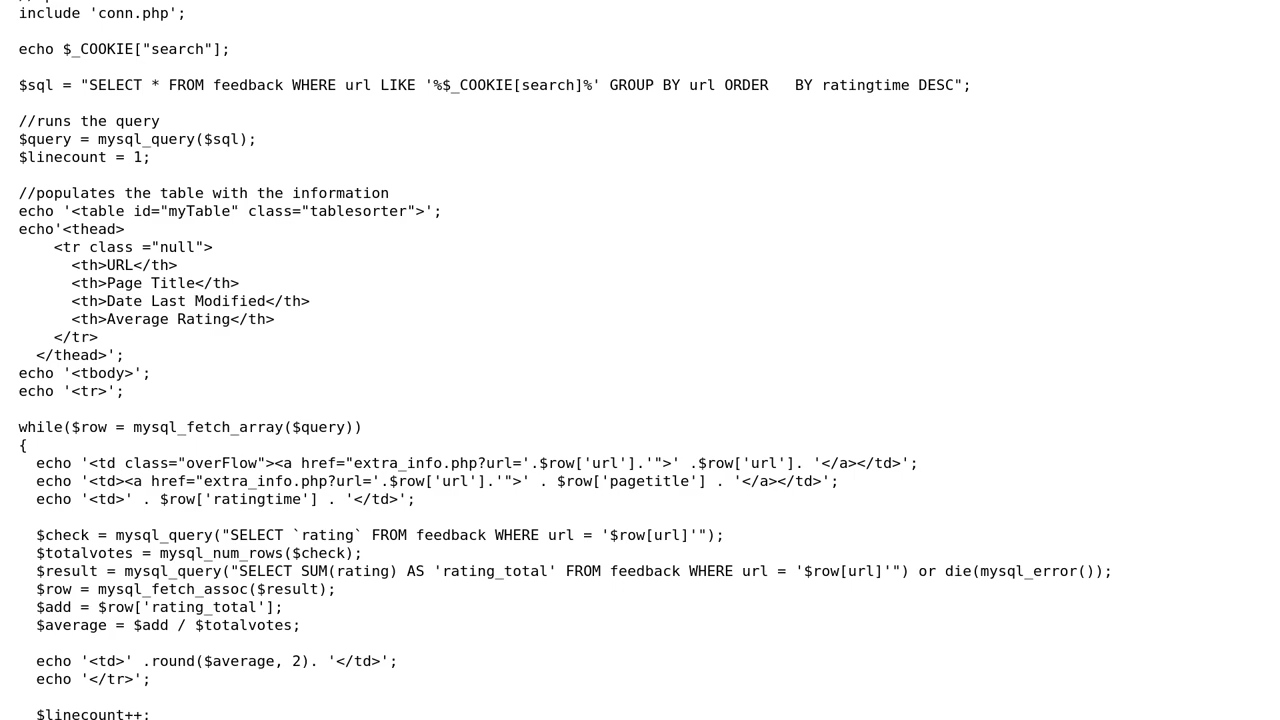 include 'conn.php';
echo $_COOKIE["search"];
$sql = "SELECT * FROM feedback WHERE url LIKE '%$_COOKIE[search]%' GROUP BY url ORDER   BY ratingtime DESC";
//runs the query
$query = mysql_query($sql);
$linecount = 1;
//populates the table with the information
echo '<table id="myTable" class="tablesorter">';
echo'<thead>
    <tr class ="null">
      <th>URL</th>
      <th>Page Title</th>
      <th>Date Last Modified</th>
      <th>Average Rating</th>
    </tr>
  </thead>';
echo '<tbody>';
echo '<tr>';
while($row = mysql_fetch_array($query))
{
  echo '<td class="overFlow"><a href="extra_info.php?url='.$row['url'].'">' .$row['url']. '</a></td>';
  echo '<td><a href="extra_info.php?url='.$row['url'].'">' . $row['pagetitle'] . '</a></td>';
  echo '<td>' . $row['ratingtime'] . '</td>';
  $check = mysql_query("SELECT `rating` FROM feedback WHERE url = '$row[url]'");
  $totalvotes = mysql_num_rows($check);
  $result = mysql_query("SELECT SUM(rating) AS 'rating_total' FROM feedback WHERE url = '$row[url]'") or die(mysql_error());
  $row = mysql_fetch_assoc($result);
  $add = $row['rating_total'];
  $average = $add / $totalvotes;
  echo '<td>' .round($average, 2). '</td>';
  echo '</tr>';
  $linecount++;